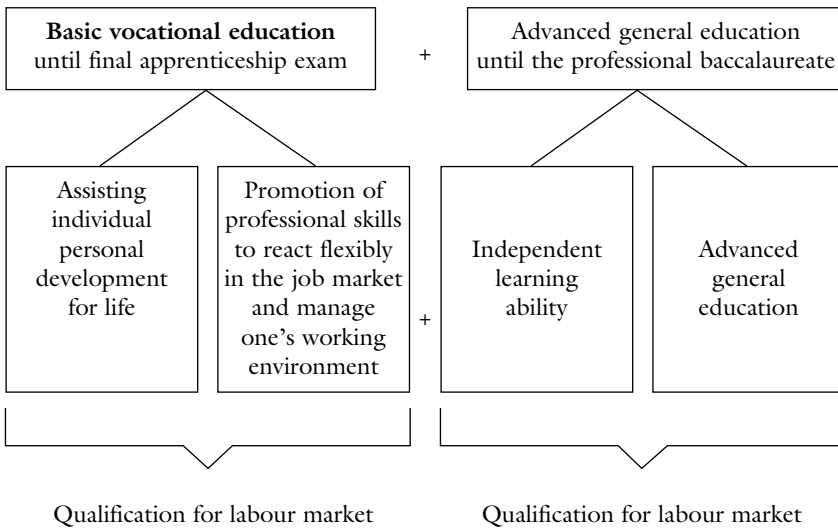 Basic vocational education
until final apprenticeship exam
+
Advanced general education
until the professional baccalaureate
Assisting
individual
personal
development
for life
Promotion of
professional skills
to react flexibly
in the job market
and manage
one's working
environment
+
Independent
learning
ability
Advanced
general
education
Qualification for labour market
Qualification for labour market